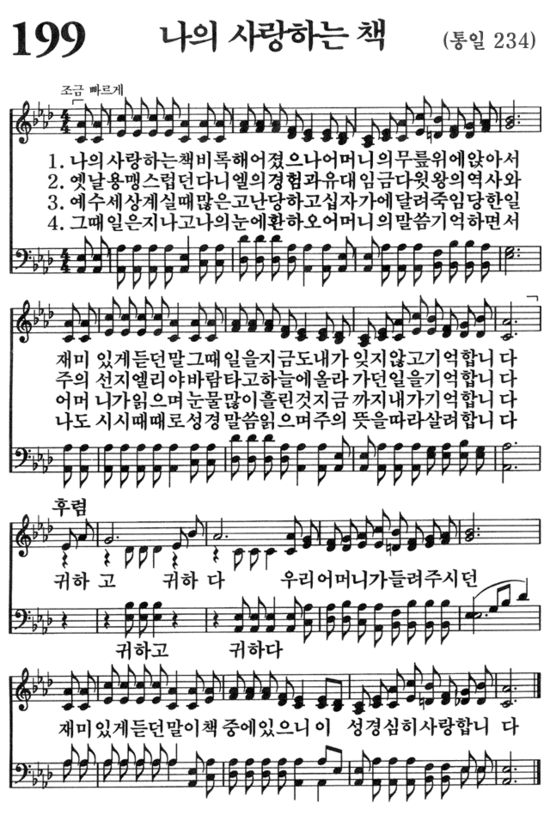 199 나의 사랑하는 책 (통일 234)
조금 빠르게
4 4
1. 나의사랑하는책비록해어졌으나어머니의무릎위에앉아서
2. 옛날용맹스럽던다니엘의경험과유대임금다윗왕의역사와
3. 예수세상계실때많은고난당하고십자가에달려죽임당한일
4. 그때일은지나고나의눈에환하오어머니의말씀기억하면서
4 4
재미 있게듣던말그때일을지금도내가 잊지않고기억합니 다
주의 선지엘리야바람타고하늘에올라 가던일을기억합니 다
어머 니가읽으며눈물많이흘린것지금 까지내가기억합니 다
나도 시시때때로성경말씀읽으며주의 뜻을따라살려합니 다
후렴
귀하 고 귀하 다 우리어머니가들려주시던
귀하고 귀하다
재미있게듣던말이책중에있으니이 성경심히사랑합니 다